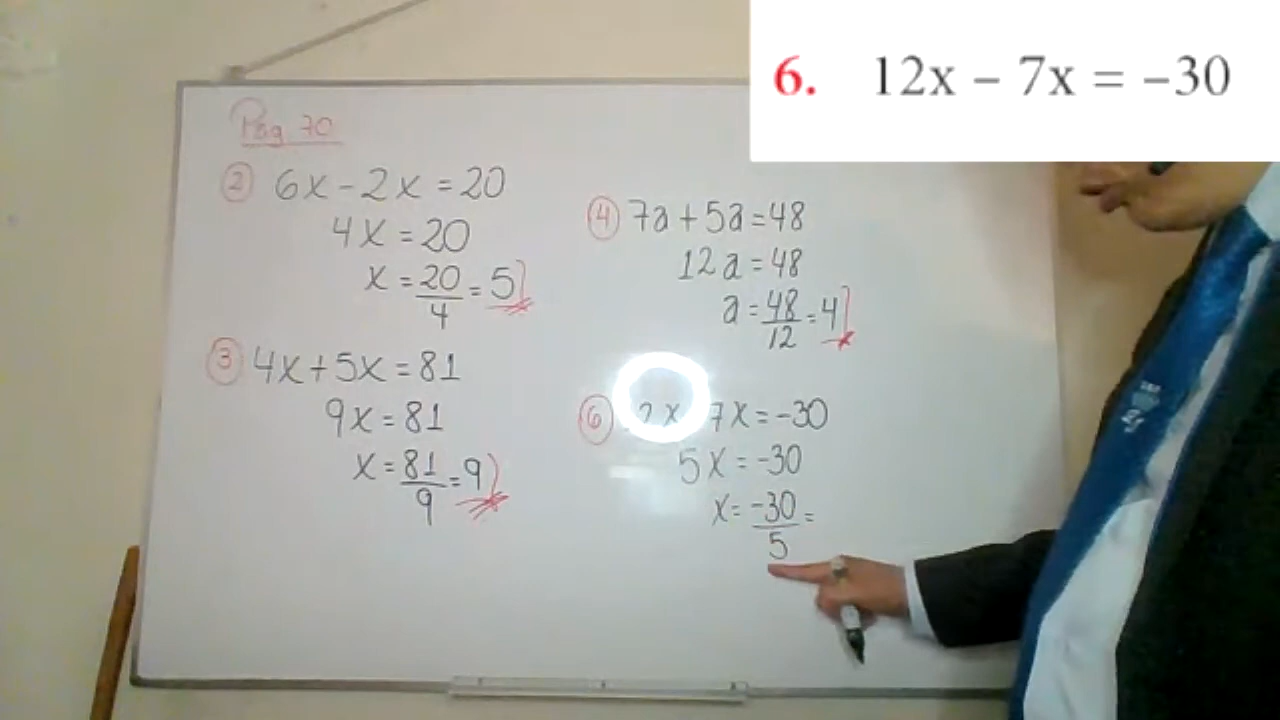 6. 12x − 7x = −30
Pág 70
② 6x - 2x = 20
4x = 20
x = 20/4 = 5
③ 4x + 5x = 81
9x = 81
x = 81/9 = 9
④ 7a + 5a = 48
12a = 48
a = 48/12 = 4
⑥ 2x 7x = -30
5x = -30
x = -30/5 =